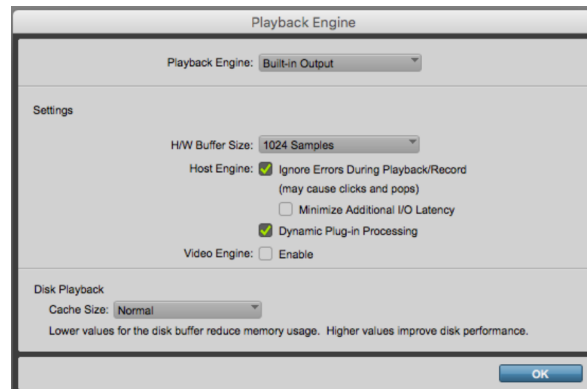 Playback Engine
Playback Engine: Built-in Output
Settings
H/W Buffer Size: 1024 Samples
Host Engine: Ignore Errors During Playback/Record
(may cause clicks and pops)
Minimize Additional I/O Latency
Dynamic Plug-in Processing
Video Engine: Enable
Disk Playback
Cache Size: Normal
Lower values for the disk buffer reduce memory usage. Higher values improve disk performance.
OK